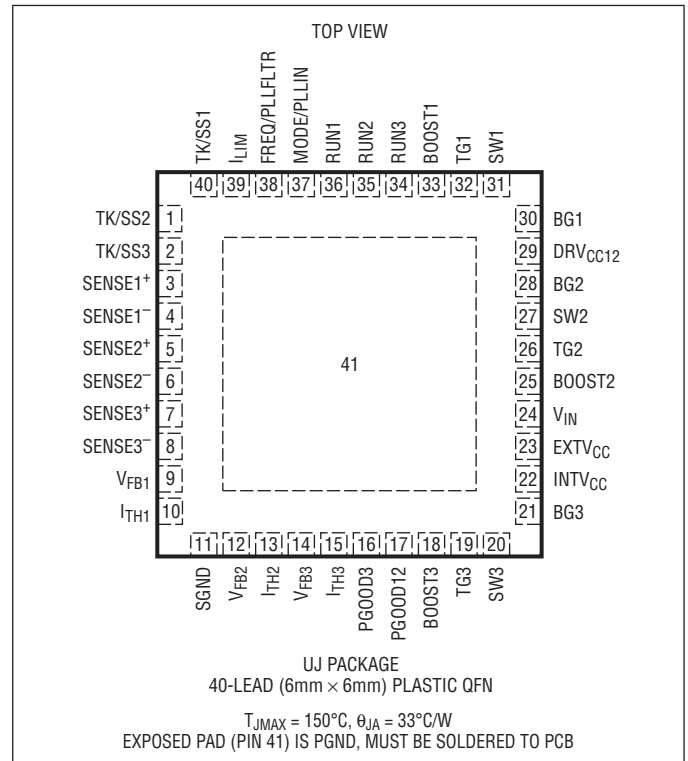 TOP VIEW
TK/SS1
ILIM
FREQ/PLLFLTR
MODE/PLLIN
RUN1
RUN2
RUN3
BOOST1
TG1
SW1
40 39 38 37 36 35 34 33 32 31
TK/SS2 1
TK/SS3 2
SENSE1+ 3
SENSE1– 4
SENSE2+ 5
SENSE2– 6
SENSE3+ 7
SENSE3– 8
VFB1 9
ITH1 10
41
30 BG1
29 DRVCC12
28 BG2
27 SW2
26 TG2
25 BOOST2
24 VIN
23 EXTVCC
22 INTVCC
21 BG3
11 12 13 14 15 16 17 18 19 20
SGND
VFB2
ITH2
VFB3
ITH3
PGOOD3
PGOOD12
BOOST3
TG3
SW3
UJ PACKAGE
40-LEAD (6mm × 6mm) PLASTIC QFN
TJMAX = 150°C, θJA = 33°C/W
EXPOSED PAD (PIN 41) IS PGND, MUST BE SOLDERED TO PCB